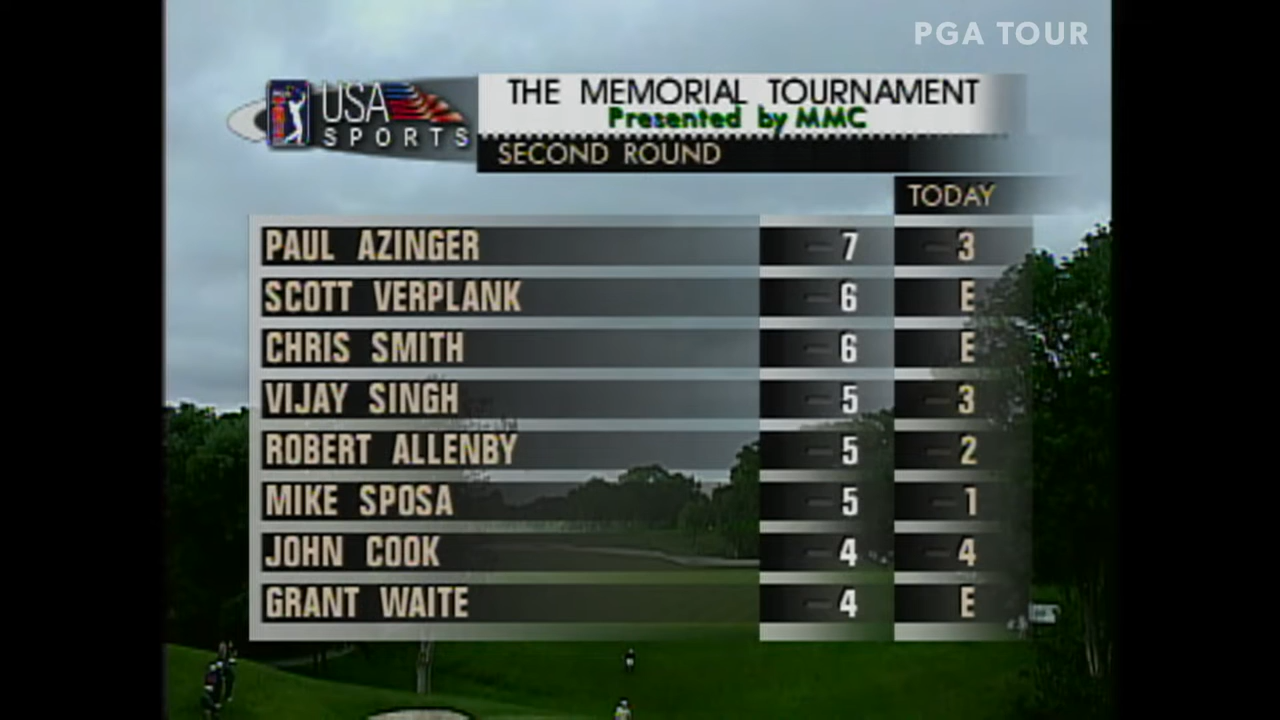 PGA TOUR
USA
SPORTS
THE MEMORIAL TOURNAMENT
Presented by MMC
SECOND ROUND
TODAY
PAUL AZINGER -7 -3
SCOTT VERPLANK -6 E
CHRIS SMITH -6 E
VIJAY SINGH -5 -3
ROBERT ALLENBY -5 -2
MIKE SPOSA -5 -1
JOHN COOK -4 -4
GRANT WAITE -4 E